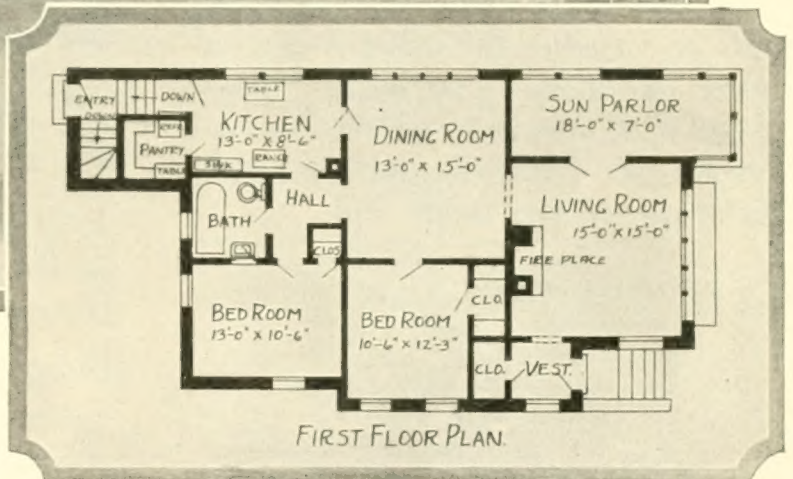 ENTRY
DOWN
DOWN
TABLE
KITCHEN
13'-0" X 8'-6"
PANTRY
TABLE
SINK
RANGE
DINING ROOM
13'-0" X 15'-0"
SUN PARLOR
18'-0" X 7'-0"
BATH
HALL
CLOS
LIVING ROOM
15'-0" X 15'-0"
FIRE PLACE
BED ROOM
13'-0" X 10'-6"
BED ROOM
10'-6" X 12'-3"
CLO.
CLO.
VEST.
FIRST FLOOR PLAN.